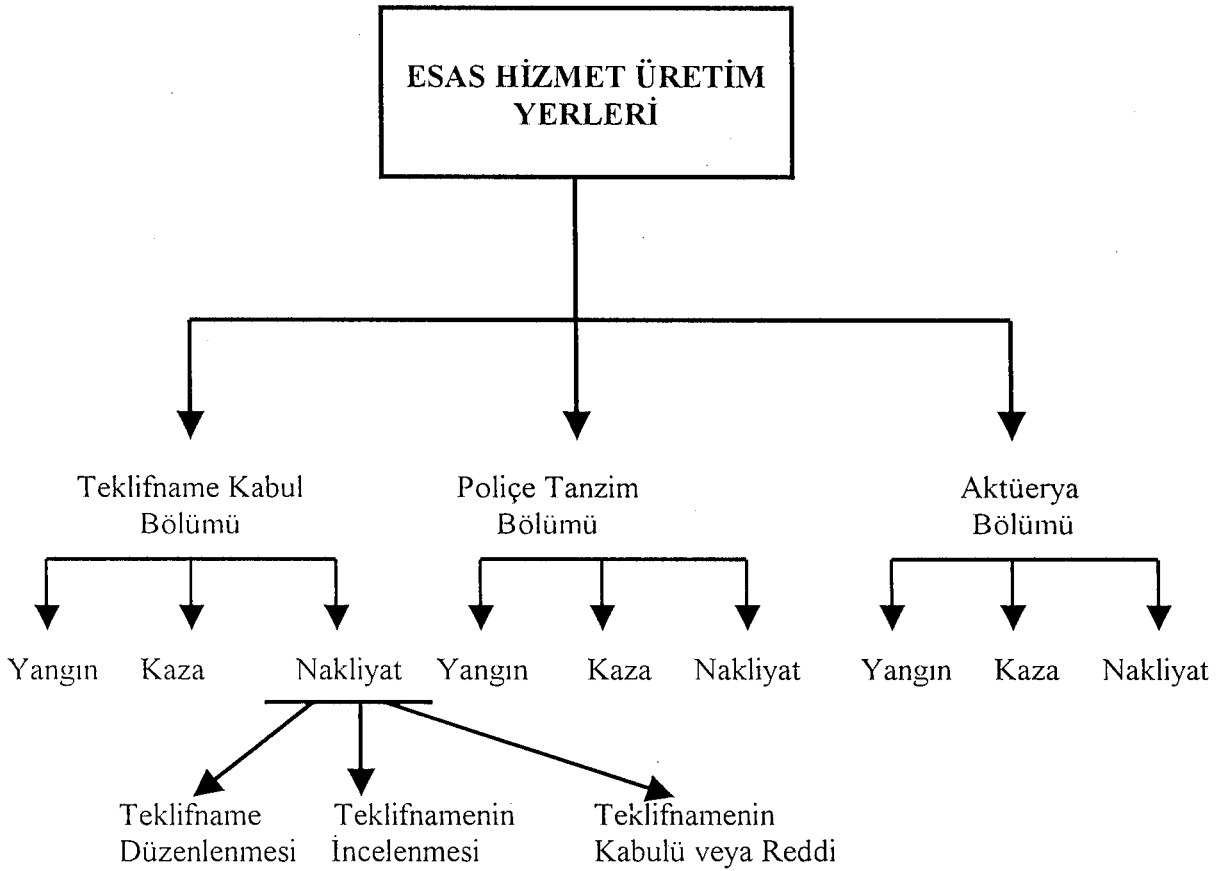 ESAS HİZMET ÜRETİM
YERLERİ
Teklifname Kabul
Bölümü
Poliçe Tanzim
Bölümü
Aktüerya
Bölümü
Yangın Kaza Nakliyat Yangın Kaza Nakliyat Yangın Kaza Nakliyat
Teklifname
Düzenlenmesi
Teklifnamenin
İncelenmesi
Teklifnamenin
Kabulü veya Reddi